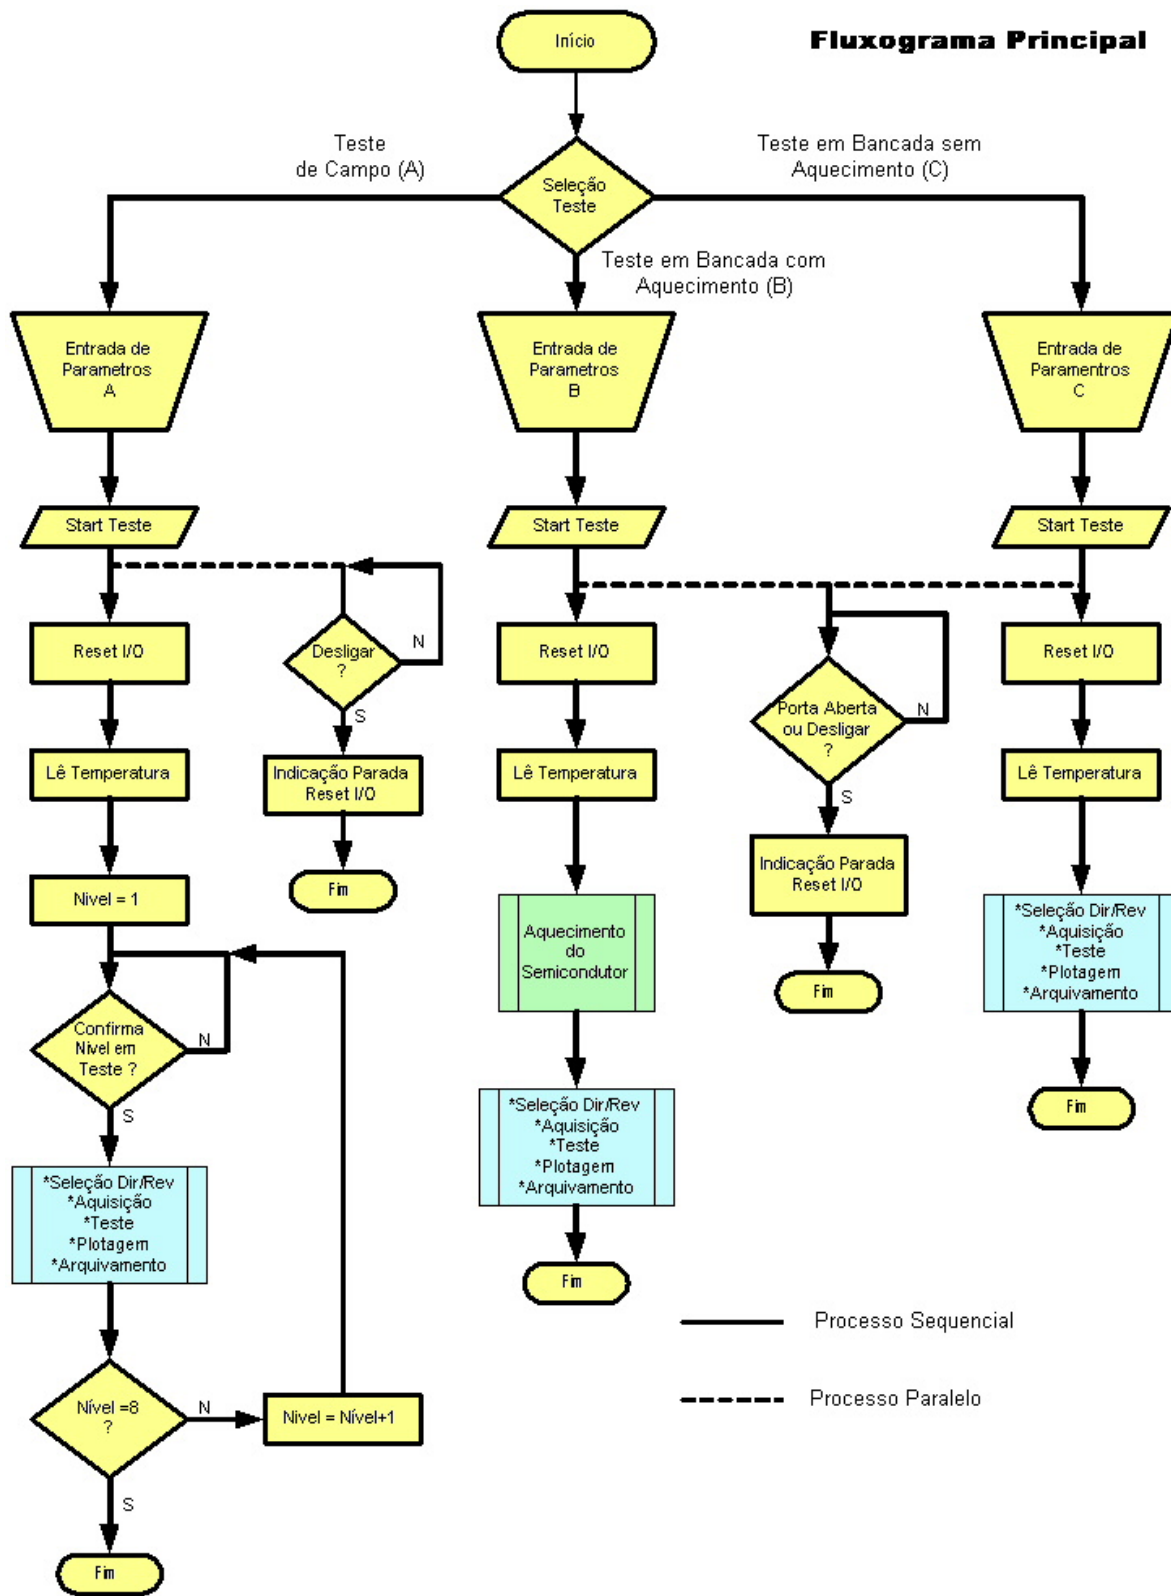 Início
Fluxograma Principal
Teste
de Campo (A)
Seleção
Teste
Teste em Bancada sem
Aquecimento (C)
Teste em Bancada com
Aquecimento (B)
Entrada de
Parametros
A
Entrada de
Parametros
B
Entrada de
Paramentros
C
Start Teste
Start Teste
Start Teste
Reset I/O
Desligar
?
N
S
Reset I/O
Porta Aberta
ou Desligar
?
N
S
Reset I/O
Lê Temperatura
Indicação Parada
Reset I/O
Lê Temperatura
Lê Temperatura
Nivel = 1
Fim
Indicação Parada
Reset I/O
Aquecimento
do
Semicondutor
*Seleção Dir/Rev
*Aquisição
*Teste
*Plotagem
*Arquivamento
Fim
Confirma
Nivel em
Teste ?
N
S
*Seleção Dir/Rev
*Aquisição
*Teste
*Plotagem
*Arquivamento
Fim
*Seleção Dir/Rev
*Aquisição
*Teste
*Plotagem
*Arquivamento
Fim
Processo Sequencial
Processo Paralelo
Nível =8
?
N
Nivel = Nível+1
S
Fim